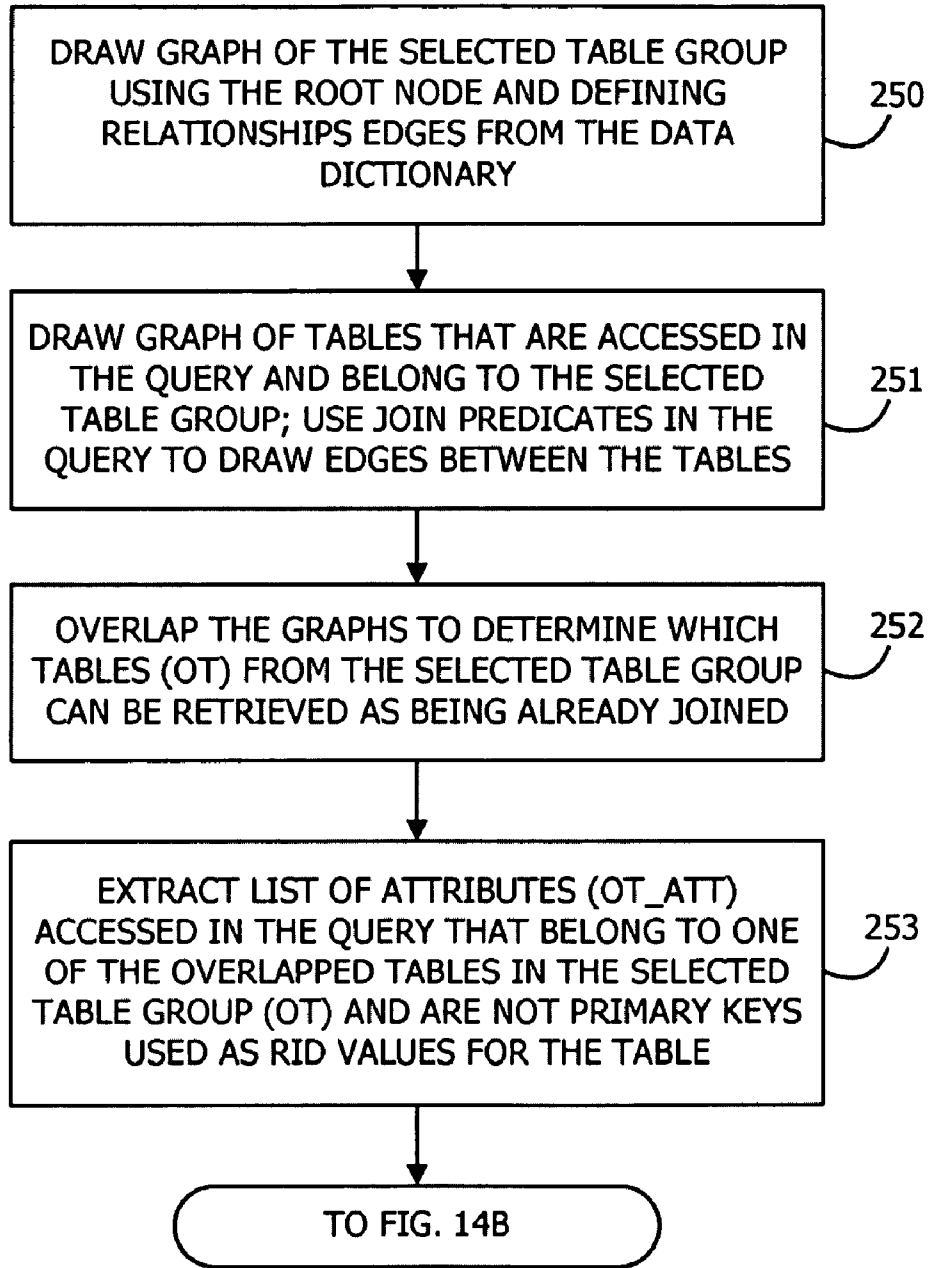 DRAW GRAPH OF THE SELECTED TABLE GROUP
USING THE ROOT NODE AND DEFINING
RELATIONSHIPS EDGES FROM THE DATA
DICTIONARY
250
DRAW GRAPH OF TABLES THAT ARE ACCESSED IN
THE QUERY AND BELONG TO THE SELECTED
TABLE GROUP; USE JOIN PREDICATES IN THE
QUERY TO DRAW EDGES BETWEEN THE TABLES
251
OVERLAP THE GRAPHS TO DETERMINE WHICH
TABLES (OT) FROM THE SELECTED TABLE GROUP
CAN BE RETRIEVED AS BEING ALREADY JOINED
252
EXTRACT LIST OF ATTRIBUTES (OT_ATT)
ACCESSED IN THE QUERY THAT BELONG TO ONE
OF THE OVERLAPPED TABLES IN THE SELECTED
TABLE GROUP (OT) AND ARE NOT PRIMARY KEYS
USED AS RID VALUES FOR THE TABLE
253
TO FIG. 14B